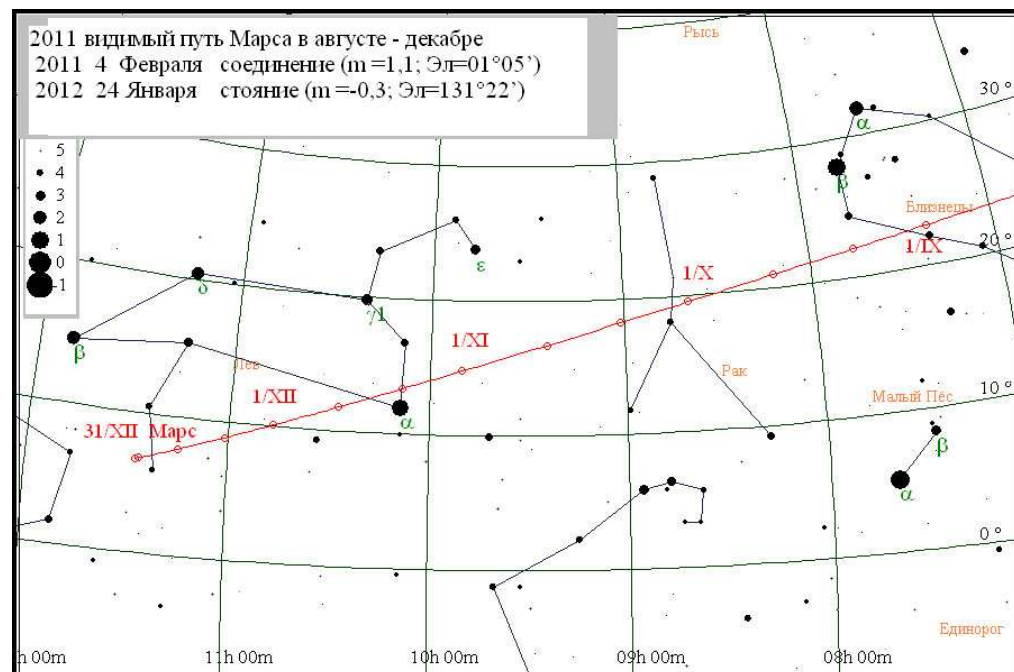 2011 видимый путь Марса в августе - декабре
2011 4 Февраля соединение (m =1,1; Эл=01°05’)
2012 24 Января стояние (m =-0,3; Эл=131°22’)
Рысь
5
4
3
2
1
0
-1
30 °
α
β
Близнецы
20 °
1/IX
1/X
ε
δ
γ1
1/XI
β
Лев
Рак
1/XII
α
10 °
Малый Пёс
31/XII Марс
β
α
0 °
Единорог
h 00m
11h 00m
10h 00m
09h 00m
08h 00m